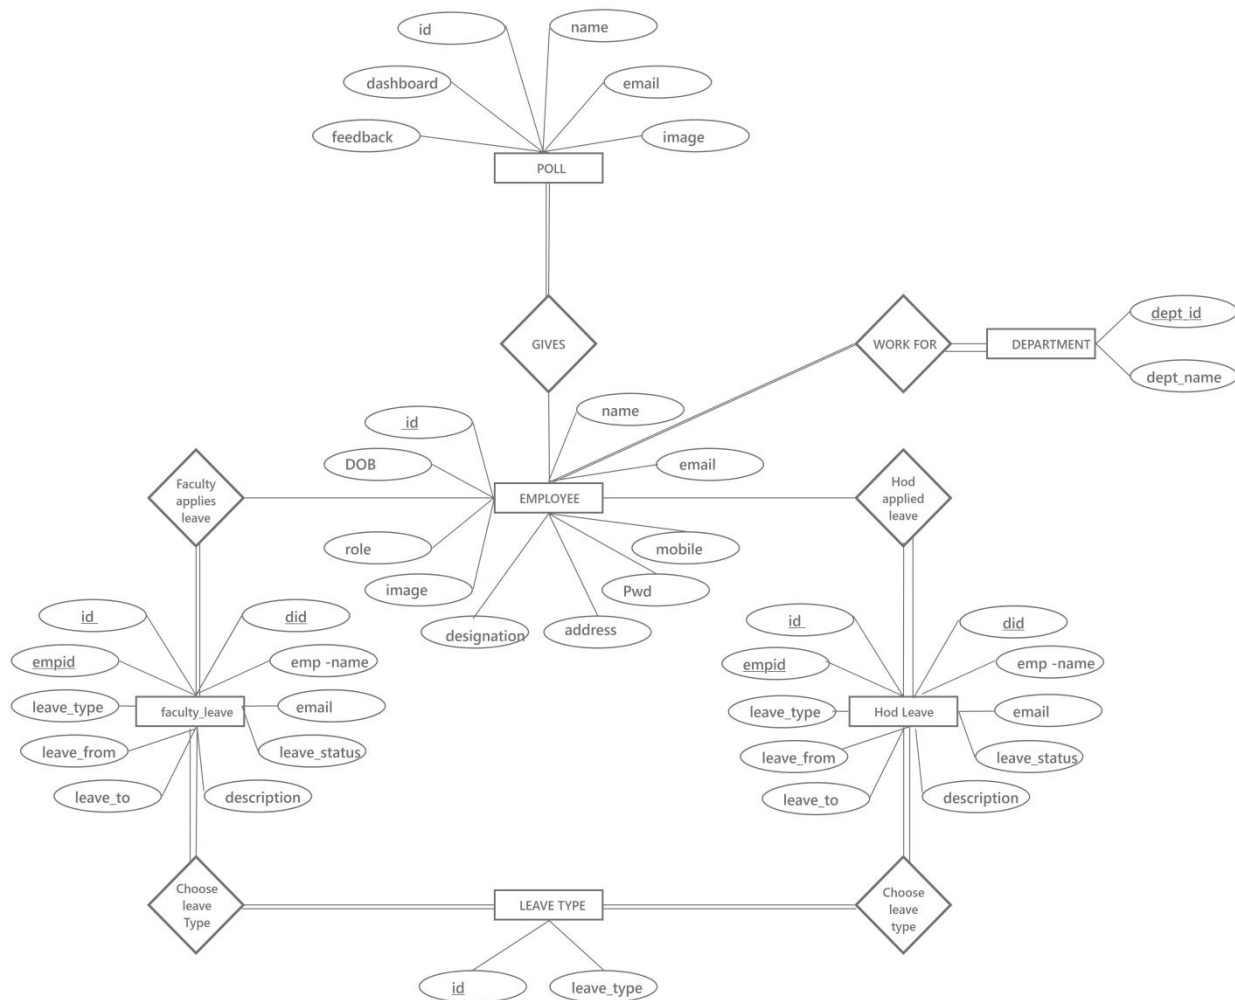 id
name
dashboard
email
feedback
image
POLL
GIVES
WORK FOR
DEPARTMENT
dept_id
dept_name
id
name
DOB
email
Faculty
applies
leave
EMPLOYEE
Hod
applied
leave
role
mobile
image
Pwd
designation
address
id
did
empid
emp -name
leave_type
faculty_leave
email
leave_from
leave_status
leave_to
description
id
did
empid
emp -name
leave_type
Hod Leave
email
leave_from
leave_status
leave_to
description
Choose
leave
Type
LEAVE TYPE
Choose
leave
type
id
leave_type